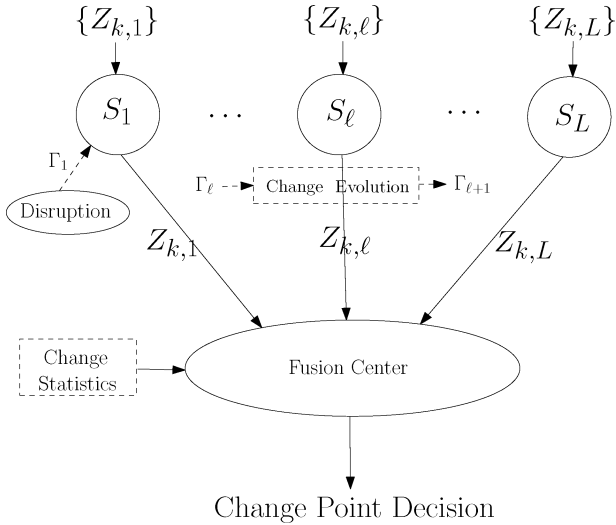 {Z_{k,1}} {Z_{k,ℓ}} {Z_{k,L}}
S_1 ⋯ S_ℓ ⋯ S_L
Γ_1
Γ_ℓ Change Evolution Γ_{ℓ+1}
Disruption
Z_{k,1} Z_{k,ℓ} Z_{k,L}
Change
Statistics
Fusion Center
Change Point Decision